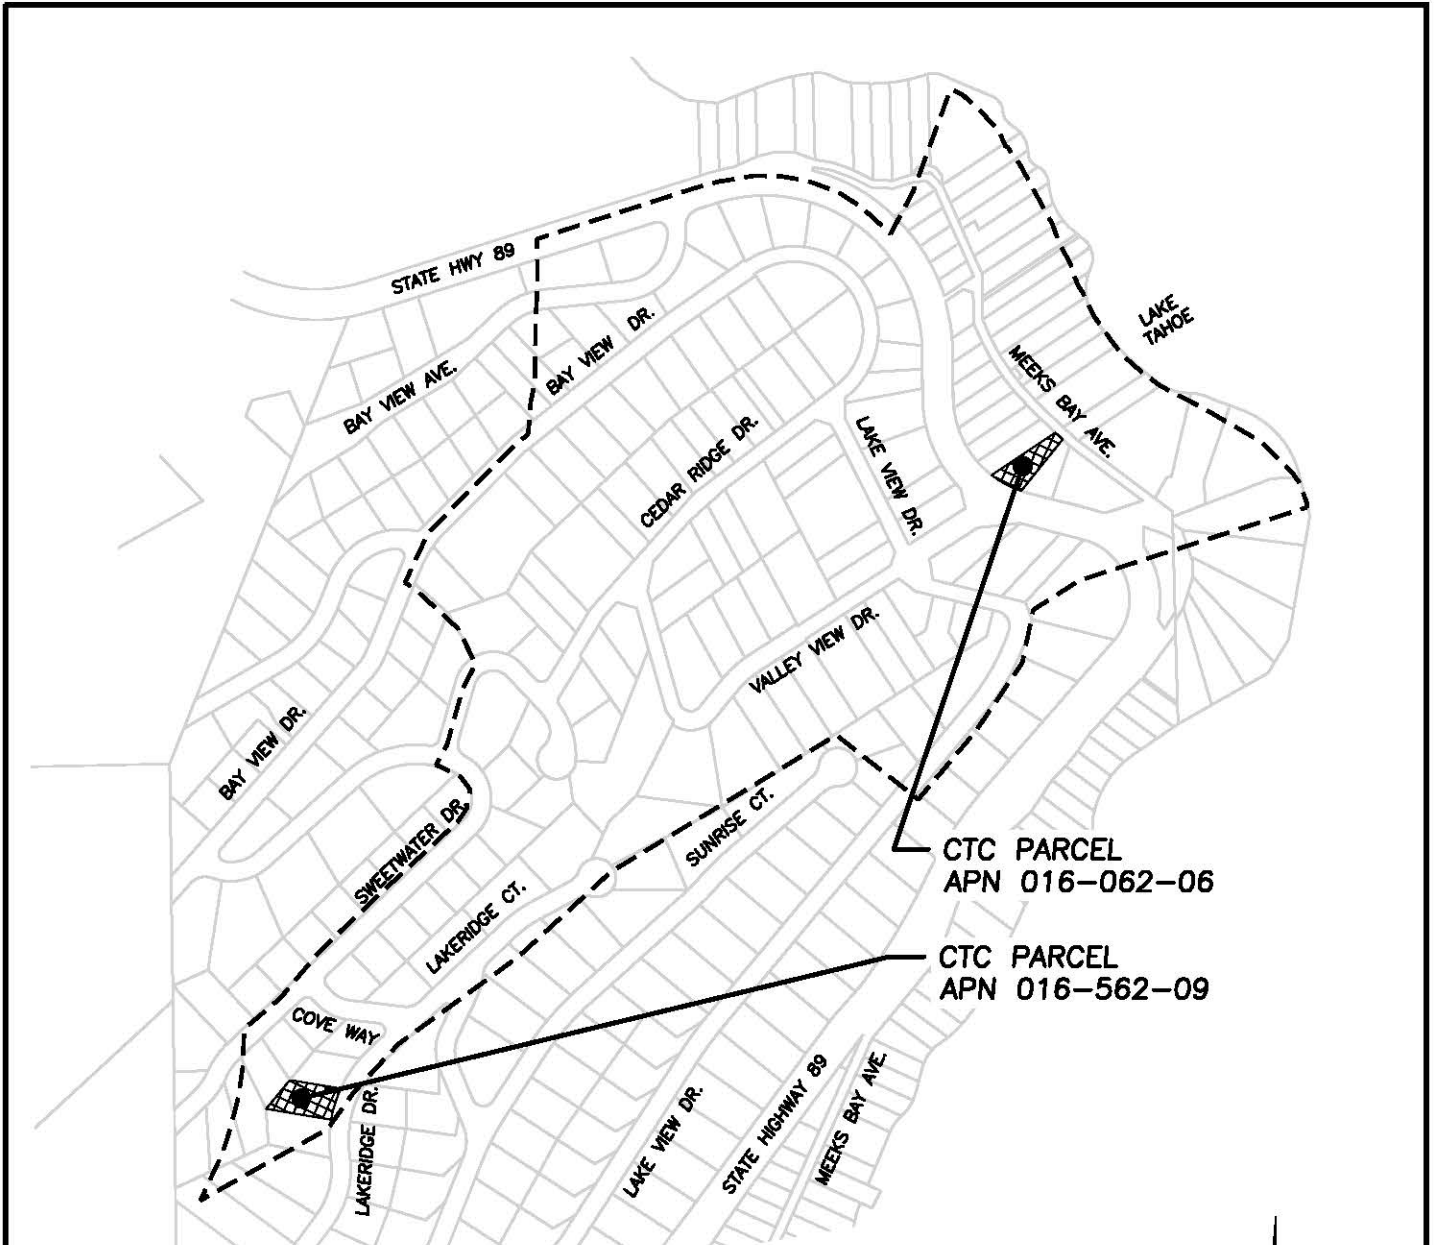 STATE HWY 89
LAKE
TAHOE
BAY VIEW DR.
BAY VIEW AVE.
MEEKS BAY AVE.
CEDAR RIDGE DR.
LAKE VIEW DR.
VALLEY VIEW DR.
BAY VIEW DR.
SUNRISE CT.
SWEETWATER DR.
CTC PARCEL
APN 016-062-06
LAKERIDGE CT.
CTC PARCEL
APN 016-562-09
COVE WAY
LAKERIDGE DR.
LAKE VIEW DR.
STATE HIGHWAY 89
MEEKS BAY AVE.